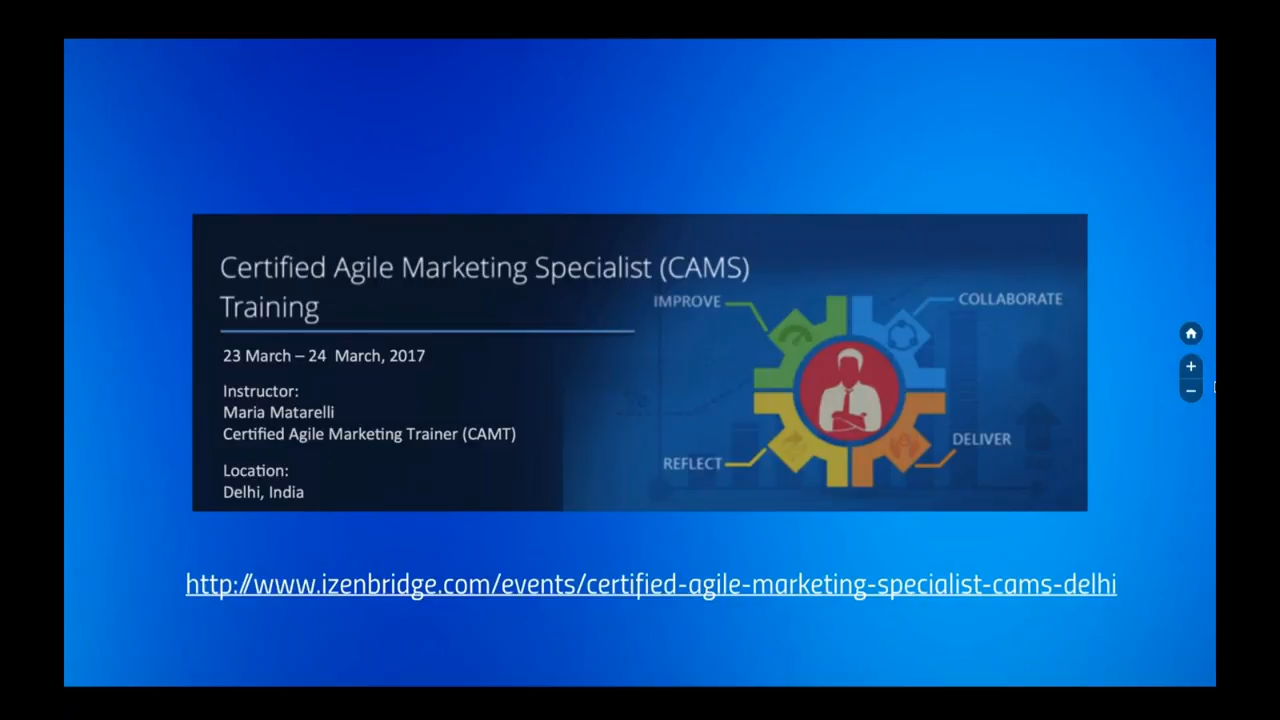 Certified Agile Marketing Specialist (CAMS)
Training
23 March – 24 March, 2017
Instructor:
Maria Matarelli
Certified Agile Marketing Trainer (CAMT)
Location:
Delhi, India
IMPROVE
COLLABORATE
REFLECT
DELIVER
http://www.izenbridge.com/events/certified-agile-marketing-specialist-cams-delhi